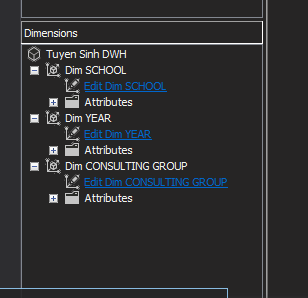 Dimensions
Tuyen Sinh DWH
Dim SCHOOL
Edit Dim SCHOOL
Attributes
Dim YEAR
Edit Dim YEAR
Attributes
Dim CONSULTING GROUP
Edit Dim CONSULTING GROUP
Attributes